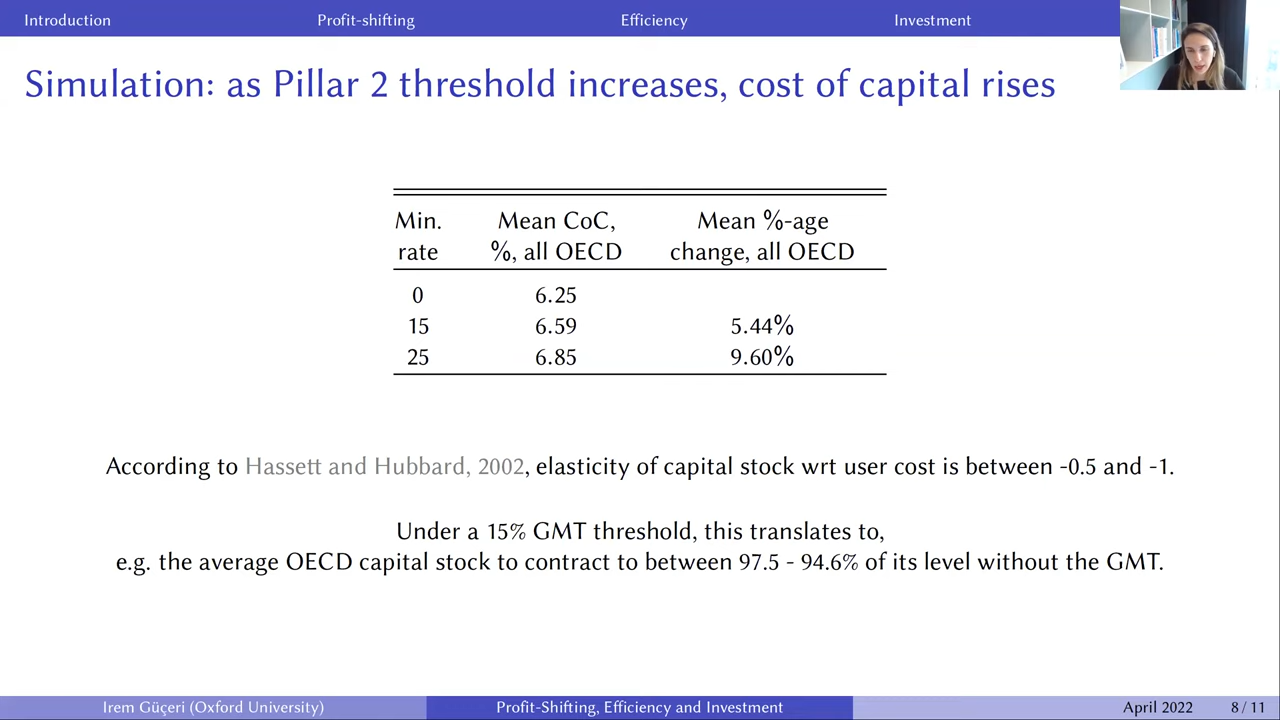 Introduction Profit-shifting Efficiency Investment
Simulation: as Pillar 2 threshold increases, cost of capital rises
Min. Mean CoC, Mean %-age
rate %, all OECD change, all OECD
0 6.25
15 6.59 5.44%
25 6.85 9.60%
According to Hassett and Hubbard, 2002, elasticity of capital stock wrt user cost is between -0.5 and -1.
Under a 15% GMT threshold, this translates to,
e.g. the average OECD capital stock to contract to between 97.5 - 94.6% of its level without the GMT.
Irem Güçeri (Oxford University) Profit-Shifting, Efficiency and Investment April 2022 8 / 11